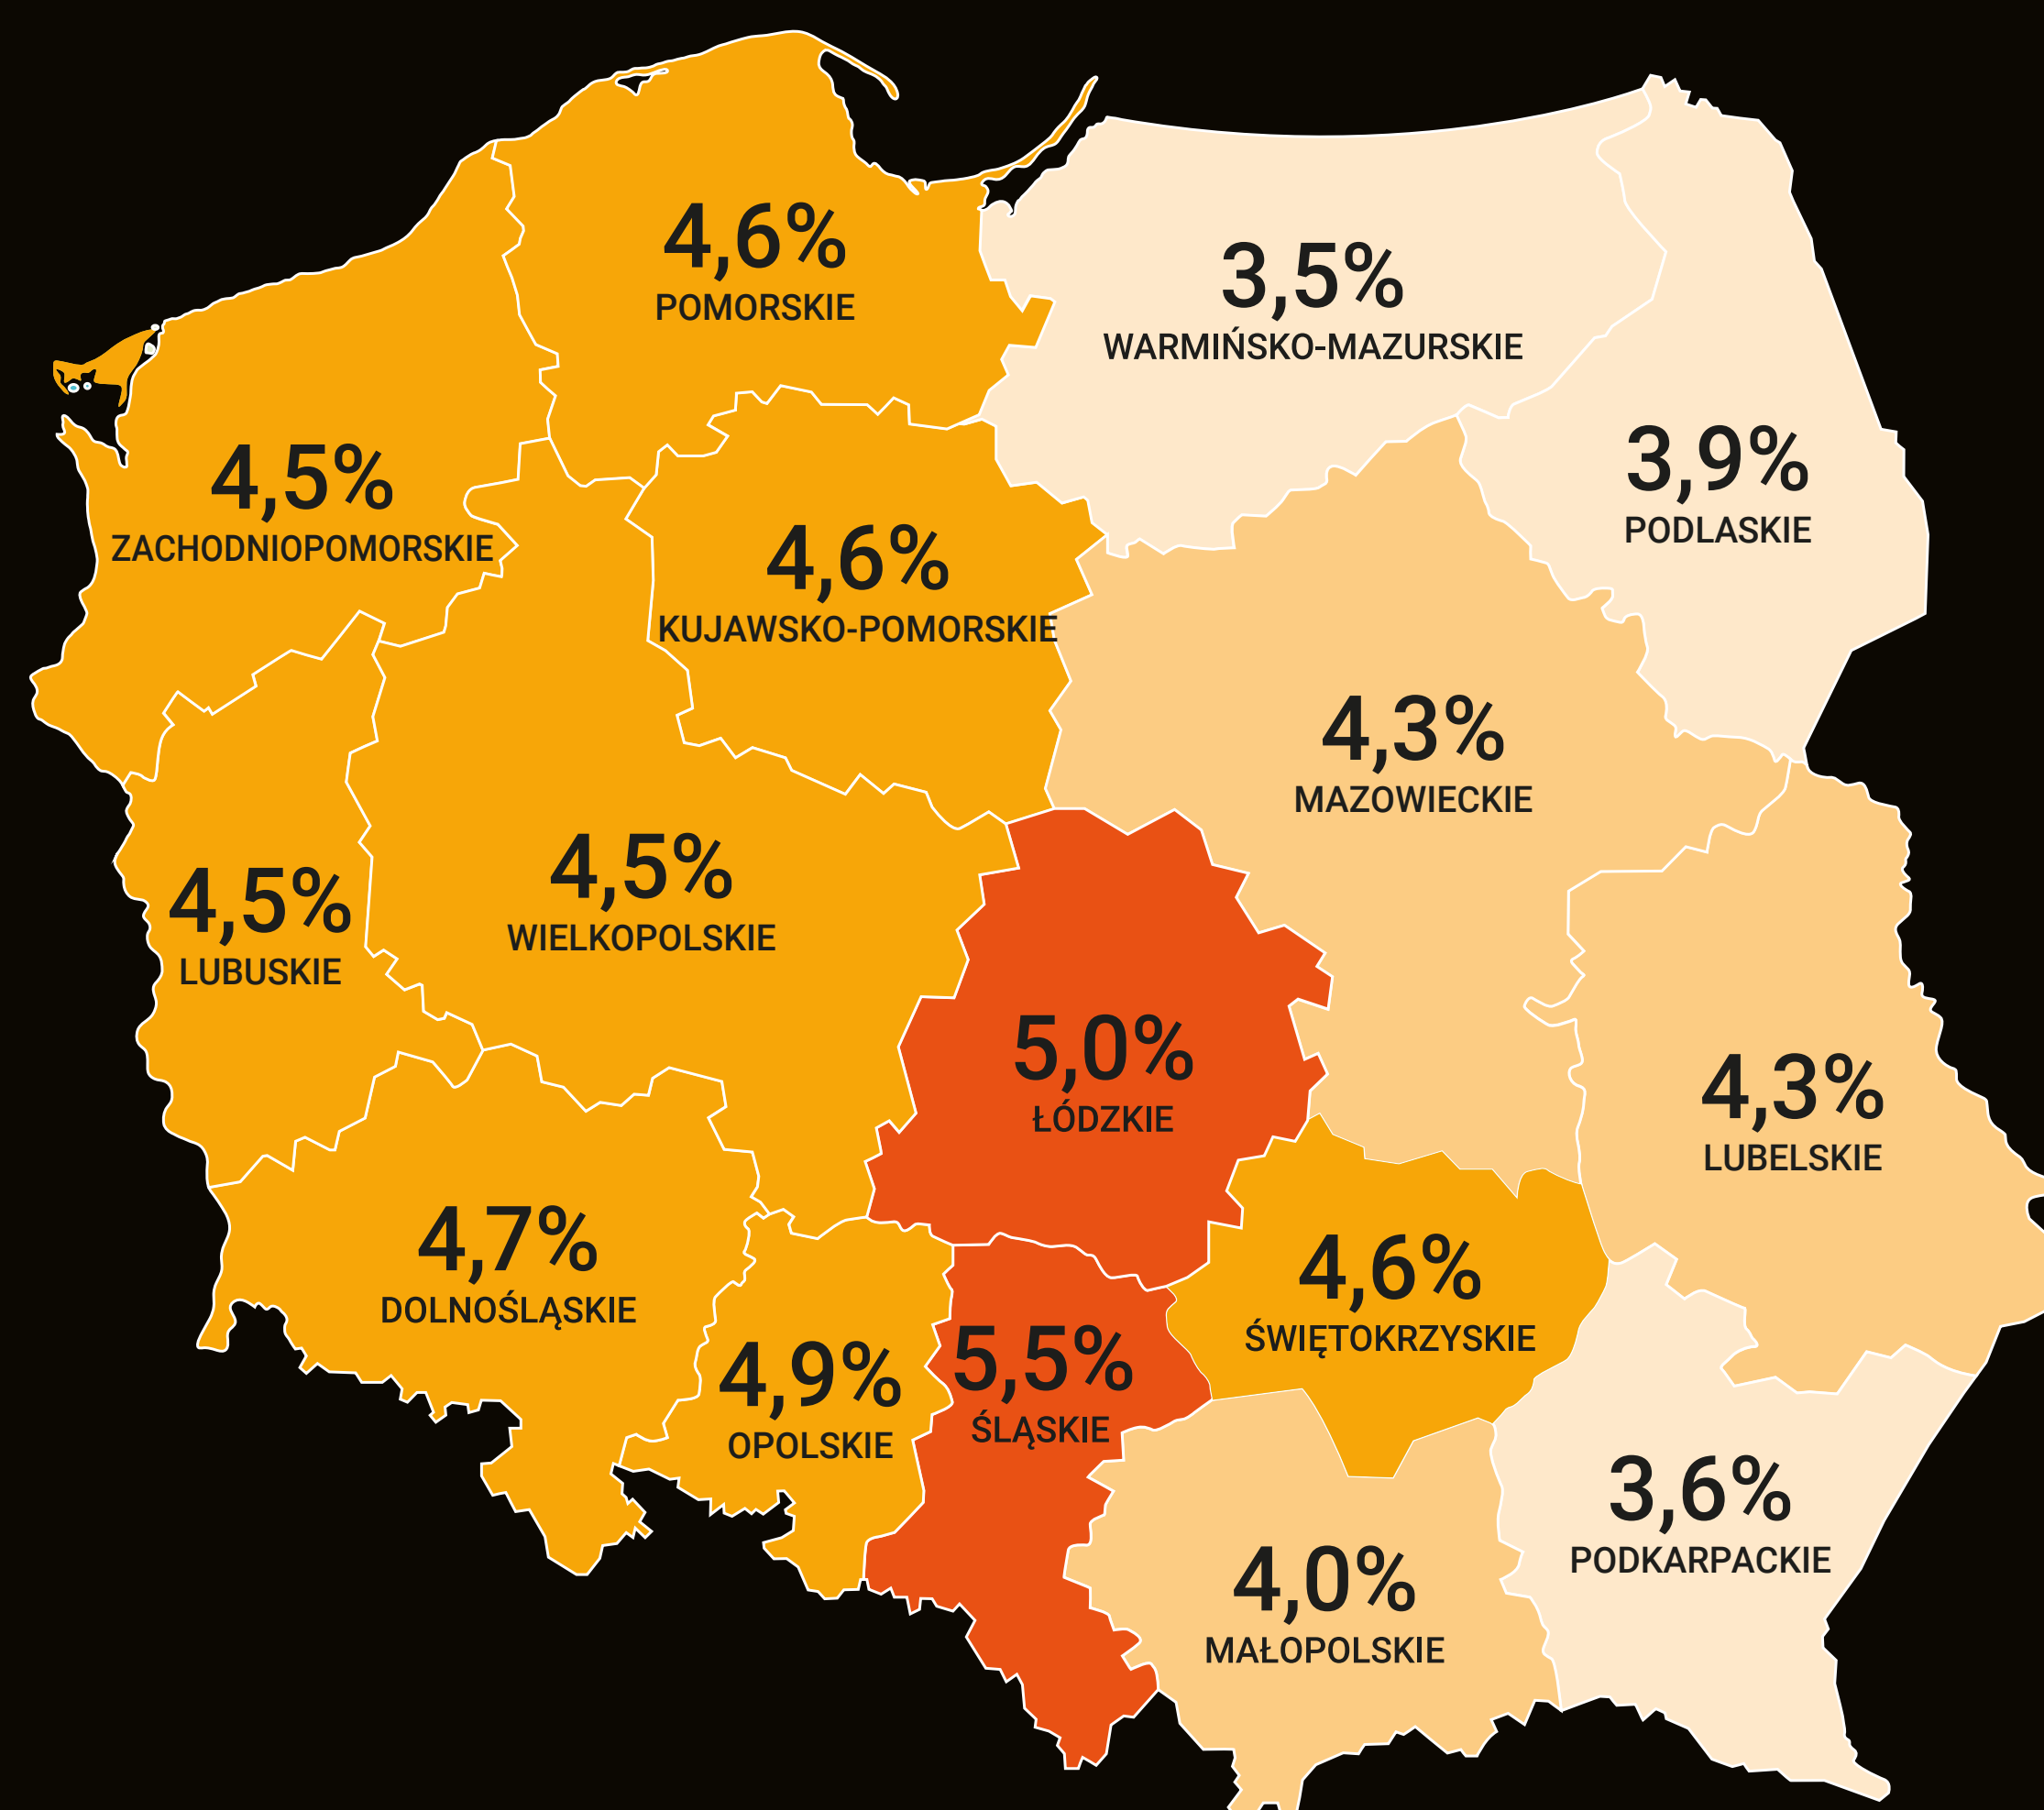 4,6%
POMORSKIE
3,5%
WARMIŃSKO-MAZURSKIE
3,9%
PODLASKIE
4,5%
ZACHODNIOPOMORSKIE
4,6%
KUJAWSKO-POMORSKIE
4,3%
MAZOWIECKIE
4,5%
WIELKOPOLSKIE
4,5%
LUBUSKIE
5,0%
ŁÓDZKIE
4,3%
LUBELSKIE
4,7%
DOLNOŚLĄSKIE
4,6%
ŚWIĘTOKRZYSKIE
4,9%
OPOLSKIE
5,5%
ŚLĄSKIE
3,6%
PODKARPACKIE
4,0%
MAŁOPOLSKIE